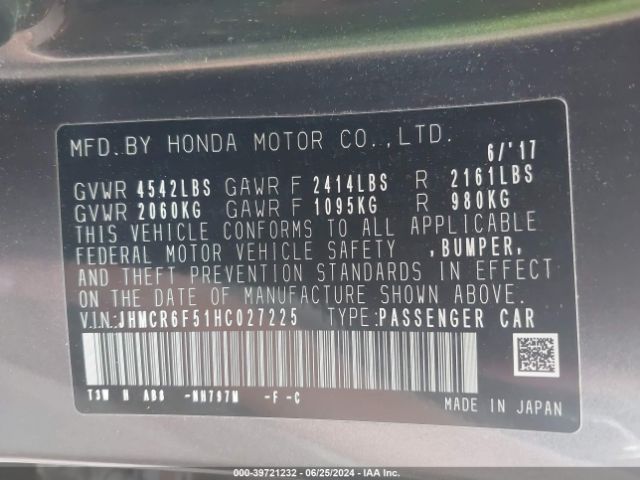 MFD.BY HONDA MOTOR CO.,LTD.
6/'17
GVWR 4542LBS GAWR F 2414LBS R 2161LBS
GVWR 2060KG GAWR F 1095KG R 980KG
THIS VEHICLE CONFORMS TO ALL APPLICABLE
FEDERAL MOTOR VEHICLE SAFETY ,BUMPER,
AND THEFT PREVENTION STANDARDS IN EFFECT
ON THE DATE OF MANUFACTURE SHOWN ABOVE.
VIN:JHMCR6F51HC027225 TYPE:PASSENGER CAR
T3W N AB8 -NH797M -F -C
MADE IN JAPAN
000-39721232 / 06/25/2024 / IAA Inc.